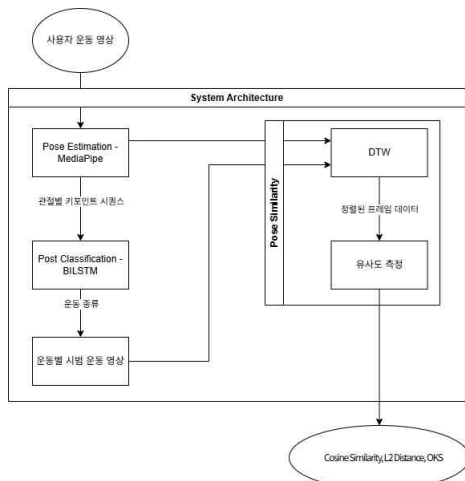 사용자 운동 영상
System Architecture
Pose Estimation -
MediaPipe
관절별 키포인트 시퀀스
Post Classification -
BILSTM
운동 종류
운동별 시범 운동 영상
Pose Similarity
DTW
정렬된 프레임 데이터
유사도 측정
Cosine Similarity, L2 Distance, OKS